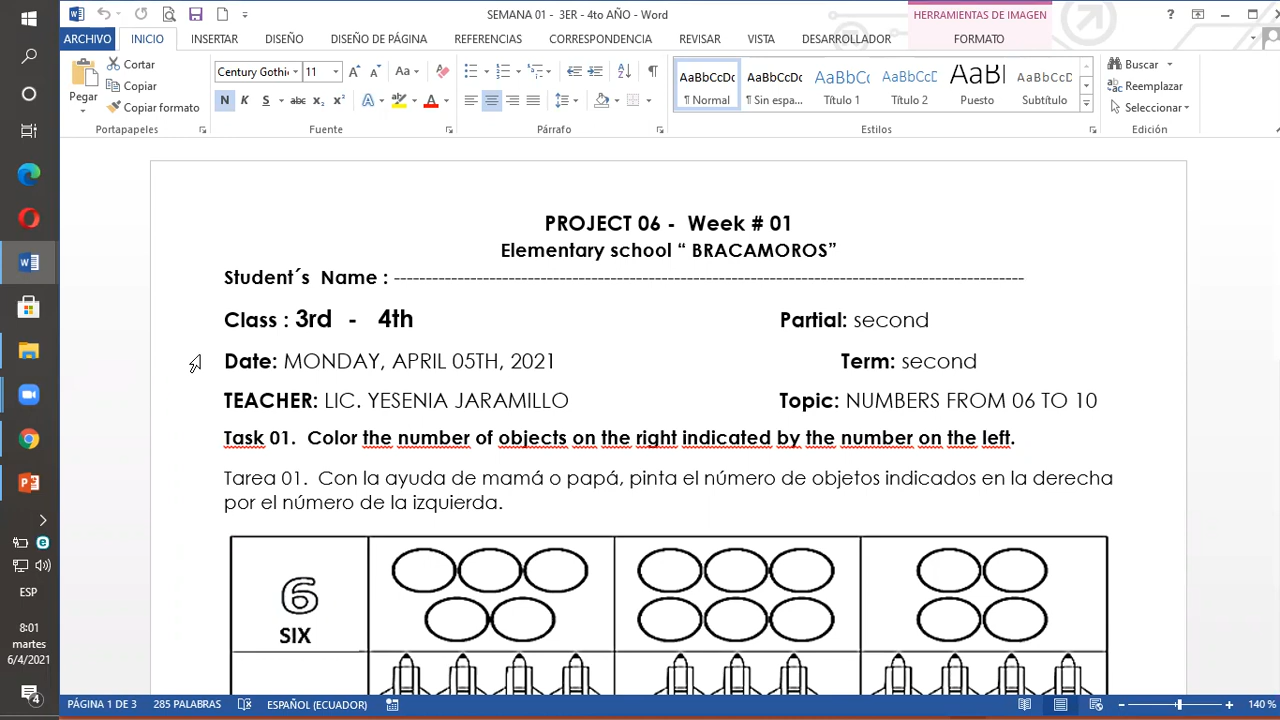 SEMANA 01 -  3ER - 4to AÑO - Word
HERRAMIENTAS DE IMAGEN
ARCHIVO INICIO INSERTAR DISEÑO DISEÑO DE PÁGINA REFERENCIAS CORRESPONDENCIA REVISAR VISTA DESARROLLADOR FORMATO
Pegar
Cortar
Copiar
Copiar formato
Portapapeles
Century Gothi 11
N K S abc x₂ x²
Fuente
Párrafo
AaBbCcDc AaBbCcDc AaBbCcD AaBbCcD AaBl AaBbCcD
¶ Normal ¶ Sin espa... Título 1 Título 2 Puesto Subtítulo
Estilos
Buscar
Reemplazar
Seleccionar
Edición
PROJECT 06 -  Week # 01
Elementary school “ BRACAMOROS”
Student´s  Name : ----------------------------------------------------------------------------------------------------
Class : 3rd  -  4th Partial: second
Date: MONDAY, APRIL 05TH, 2021 Term: second
TEACHER: LIC. YESENIA JARAMILLO Topic: NUMBERS FROM 06 TO 10
Task 01.  Color the number of objects on the right indicated by the number on the left.
Tarea 01.  Con la ayuda de mamá o papá, pinta el número de objetos indicados en la derecha
por el número de la izquierda.
6
SIX
ESP
8:01
martes
6/4/2021
4
PÁGINA 1 DE 3 285 PALABRAS ESPAÑOL (ECUADOR) 140 %